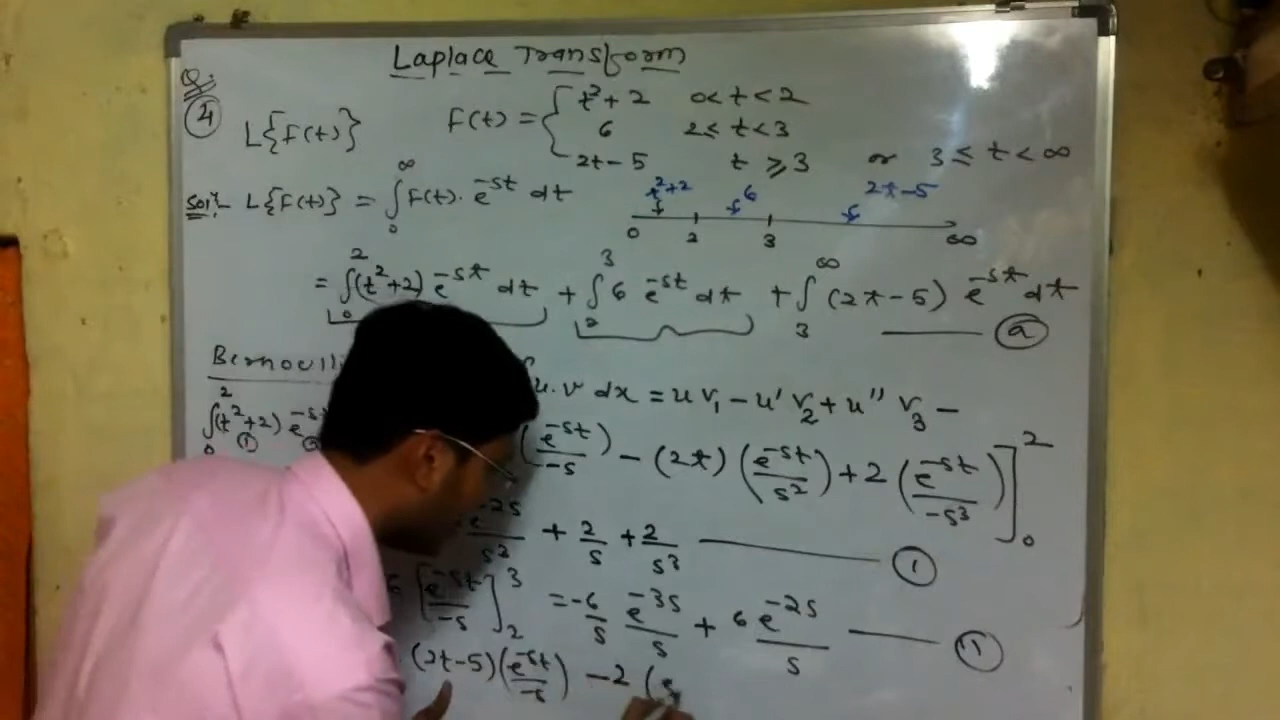 Laplace Transform
Q:
④ L{F(t)} F(t) = { t²+2 0<t<2
6 2≤t<3
2t-5 t ≥ 3 or 3 ≤ t < ∞
Solⁿ. L{F(t)} = ∫₀^∞ F(t). e^{-st} dt
t²+2 6 2t-5
0 2 3 ∞
= ∫₀² (t²+2) e^{-st} dt + ∫₂³ 6 e^{-st} dt + ∫₃^∞ (2t-5) e^{-st} dt —— ⓐ
u.v dx = u v₁ - u' v₂ + u'' v₃ -
∫₀² (t²+2) e^{-s (e^{-st}/-s) - (2t) (e^{-st}/s²) + 2 (e^{-st}/-s³)]₀²
+ 2/s + 2/s³ —— ①
[e^{-st}/-s]₂³ = -6/s e^{-3s}/s + 6 e^{-2s}/s —— ⑪
(2t-5)(e^{-st}/-s) - 2 (